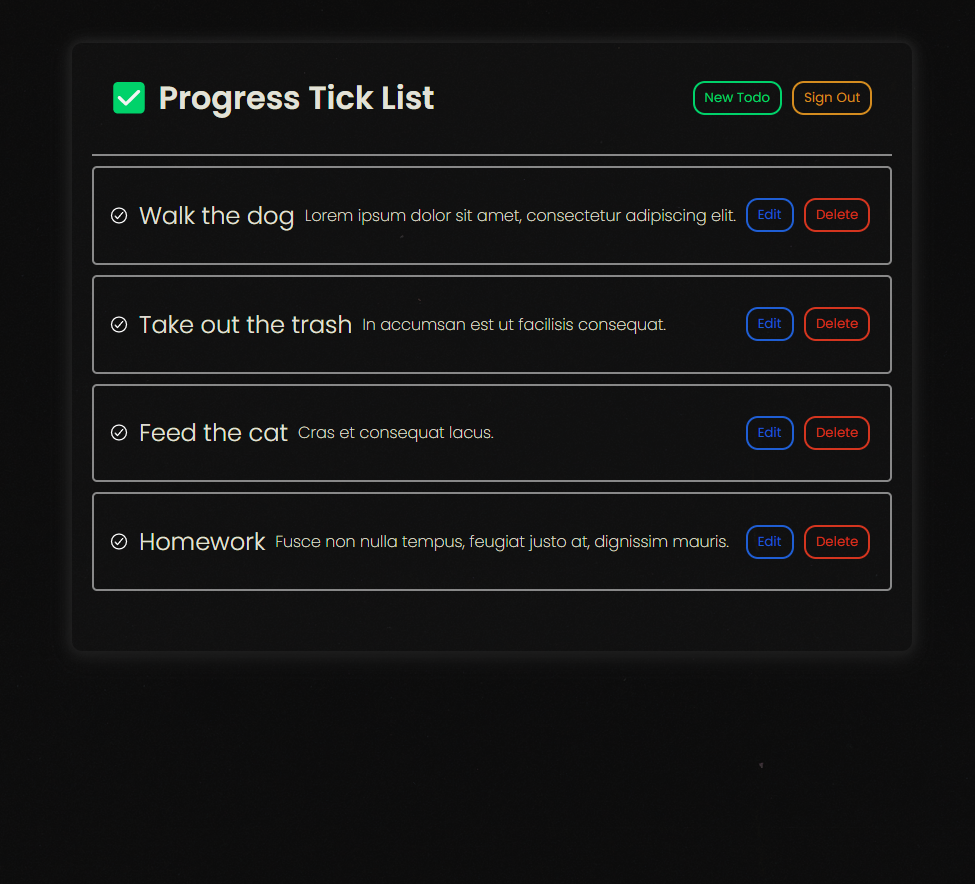 Progress Tick List New Todo Sign Out
Walk the dog Lorem ipsum dolor sit amet, consectetur adipiscing elit. Edit Delete
Take out the trash In accumsan est ut facilisis consequat. Edit Delete
Feed the cat Cras et consequat lacus. Edit Delete
Homework Fusce non nulla tempus, feugiat justo at, dignissim mauris. Edit Delete